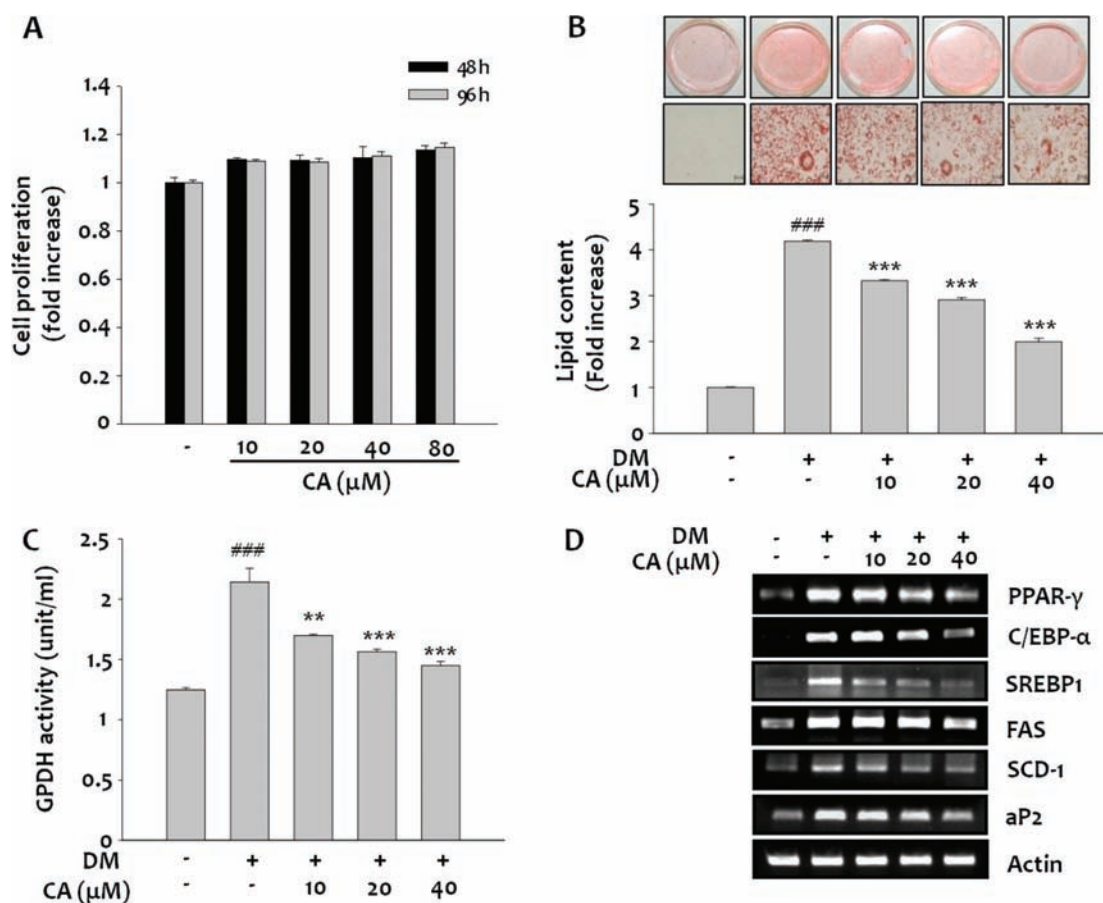 A
48h
96h
1.4
1.2
1
0.8
0.6
0.4
0.2
0
Cell proliferation
(fold increase)
- 10 20 40 80
CA (μM)
B
5
4
3
2
1
0
Lipid content
(Fold increase)
###
***
***
***
DM - + + + +
CA (μM) - - 10 20 40
C
2.5
2
1.5
1
0.5
0
GPDH activity (unit/ml)
###
**
***
***
DM - + + + +
CA (μM) - - 10 20 40
D
DM - + + + +
CA (μM) - - 10 20 40
PPAR-γ
C/EBP-α
SREBP1
FAS
SCD-1
aP2
Actin